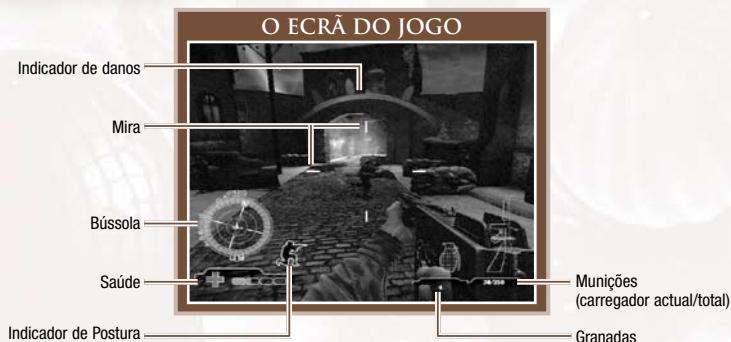 O ECRÃ DO JOGO
Indicador de danos
Mira
Bússola
Saúde
Indicador de Postura
Munições
(carregador actual/total)
Granadas